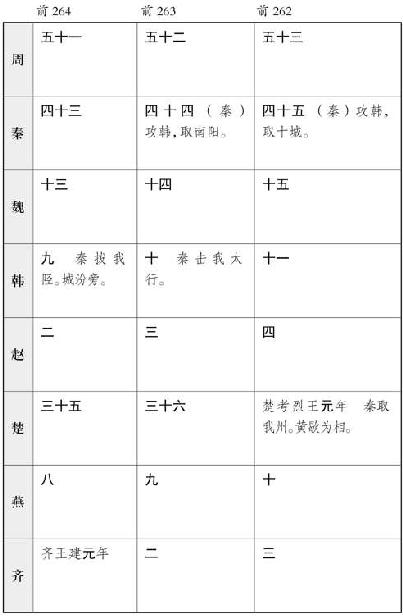 前 264 前 263 前 262
周 五十一 五十二 五十三
秦 四十三 四十四 (秦) 四十五 (秦)攻韩,
攻韩,取南阳。 取十城。
魏 十三 十四 十五
韩 九 秦拔我 十 秦击我太 十一
陉。城汾旁。 行。
赵 二 三 四
楚 三十五 三十六 楚考烈王元年 秦取
我州。黄歇为相。
燕 八 九 十
齐 齐王建元年 二 三